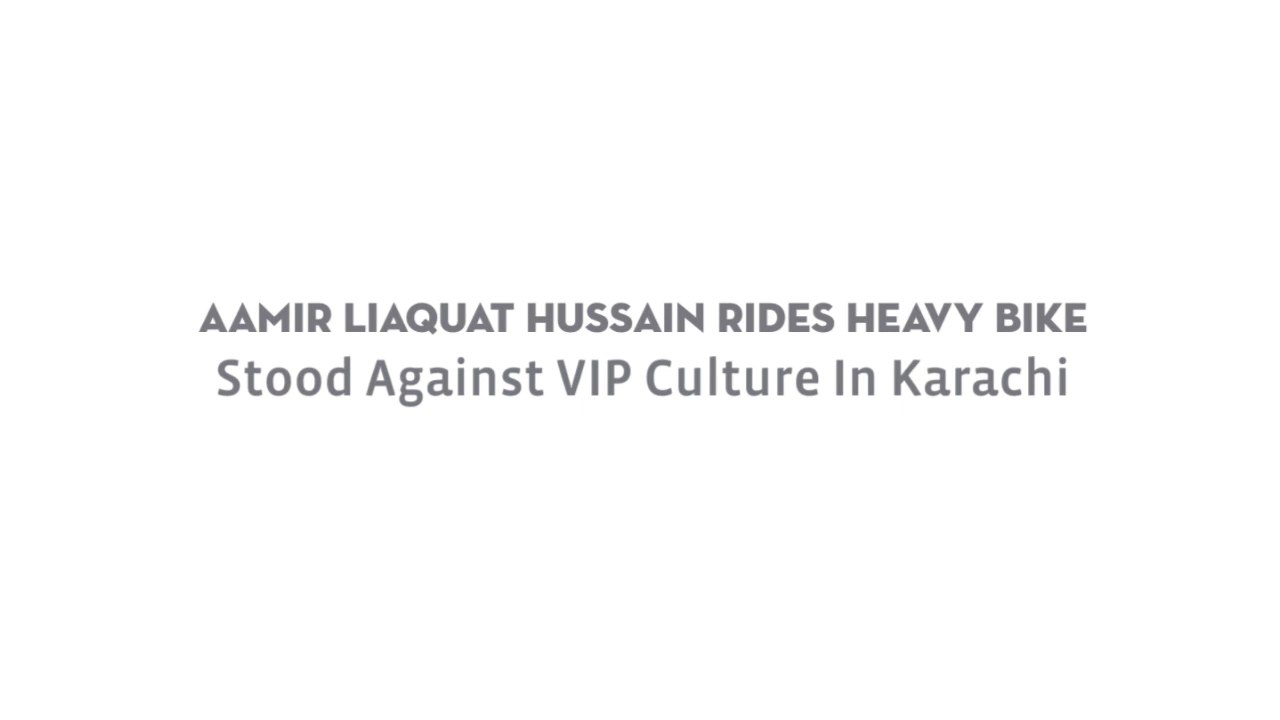 AAMIR LIAQUAT HUSSAIN RIDES HEAVY BIKE
Stood Against VIP Culture In Karachi